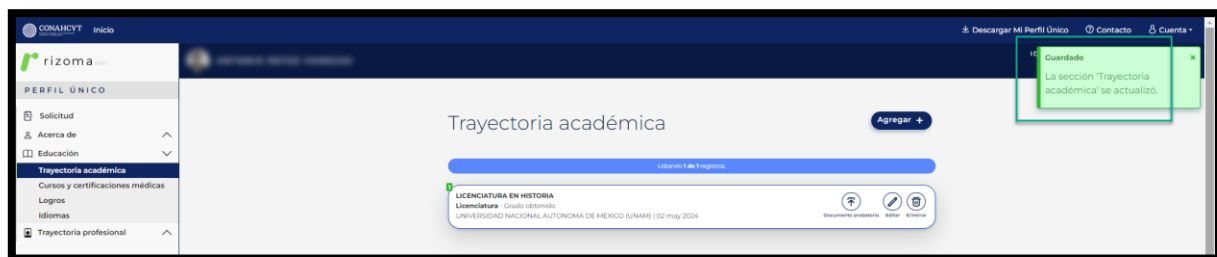 CONAHCYT Inicio
Descargar Mi Perfil Único Contacto Cuenta
rizoma
PERFIL ÚNICO
Solicitud
Acerca de
Educación
Trayectoria académica
Cursos y certificaciones médicas
Logros
Idiomas
Trayectoria profesional
Guardado ×
La sección 'Trayectoria
académica' se actualizó.
Trayectoria académica Agregar +
Listando 1 de 1 registros.
1
LICENCIATURA EN HISTORIA
Licenciatura - Grado obtenido
UNIVERSIDAD NACIONAL AUTONOMA DE MEXICO (UNAM) | 02 may 2024
Documento probatorio Editar Eliminar